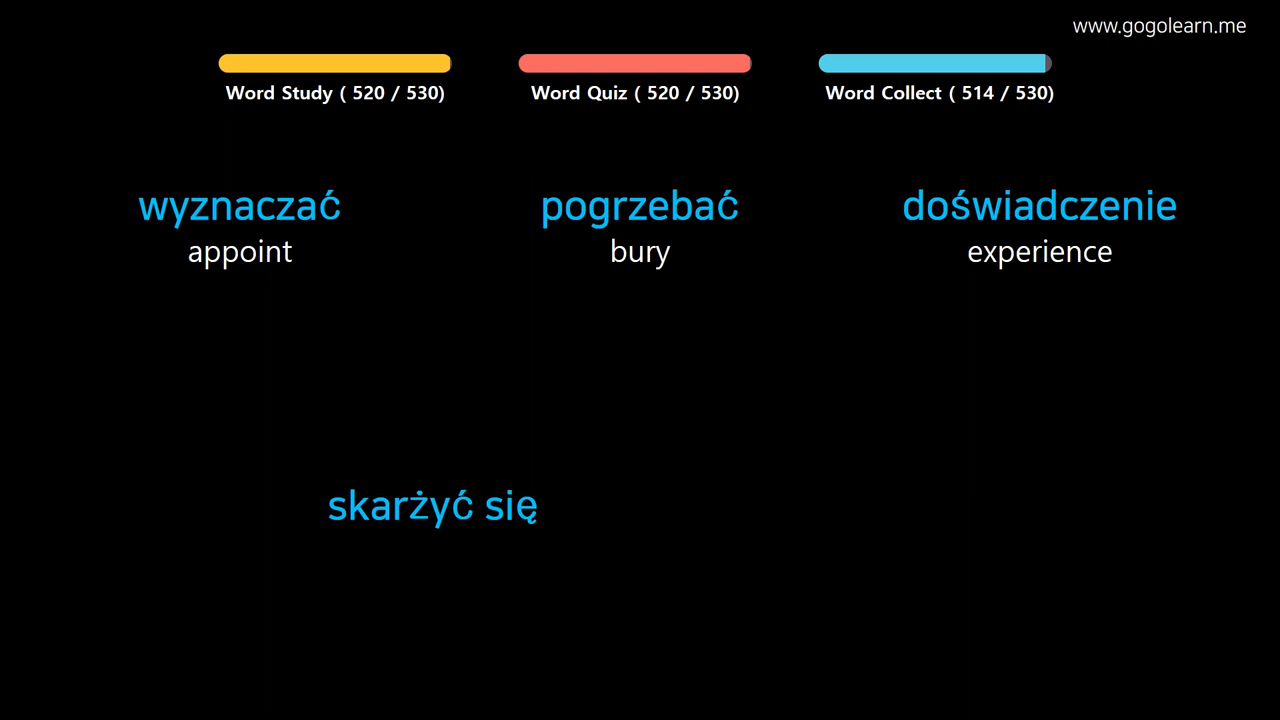 www.gogolearn.me
Word Study ( 520 / 530)
Word Quiz ( 520 / 530)
Word Collect ( 514 / 530)
wyznaczać
appoint
pogrzebać
bury
doświadczenie
experience
skarżyć się